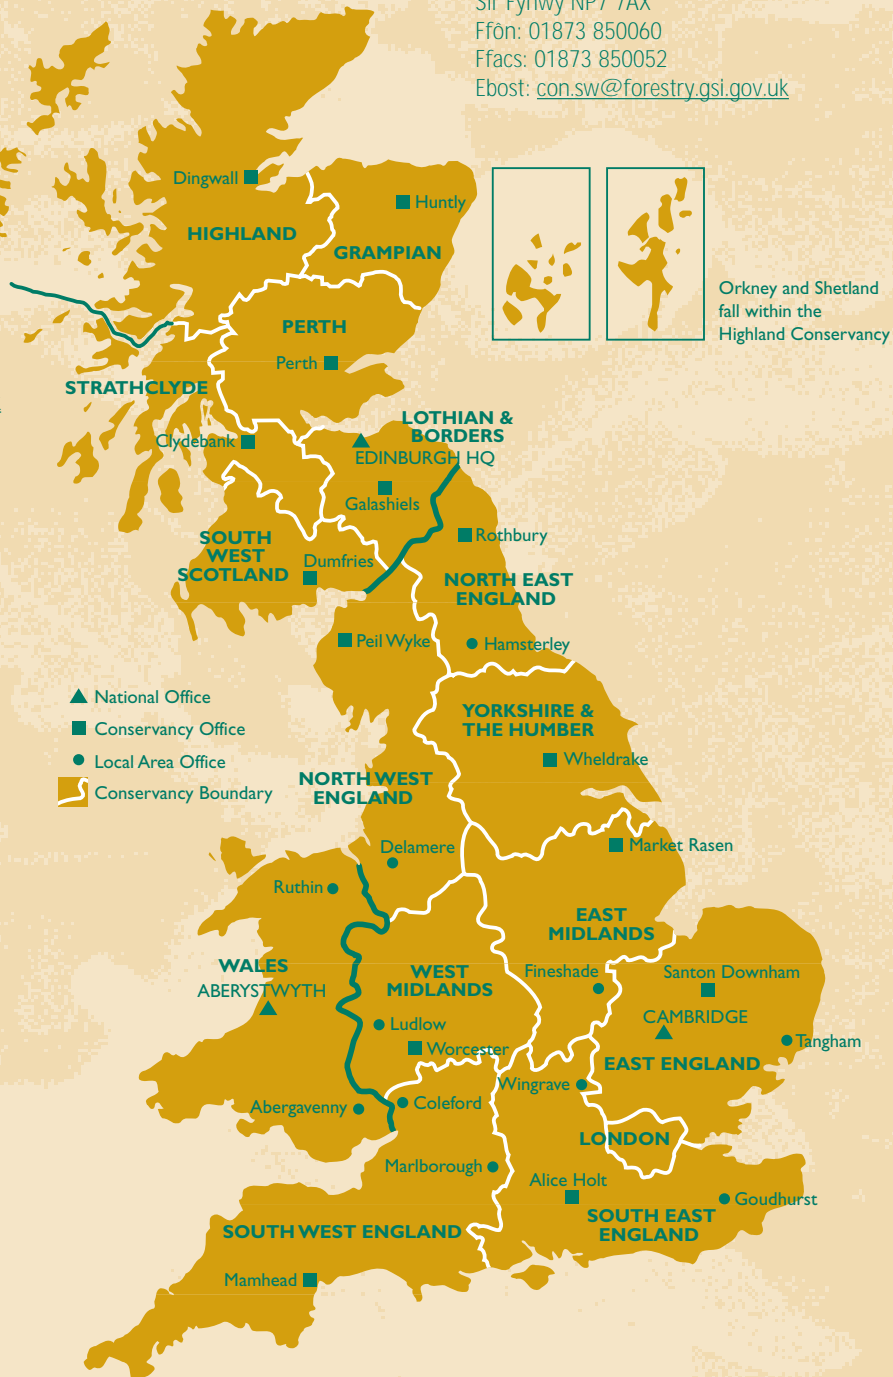 Sir Fynwy NP7 7AX
Ffôn: 01873 850060
Ffacs: 01873 850052
Ebost: con.sw@forestry.gsi.gov.uk
Dingwall
Huntly
HIGHLAND
GRAMPIAN
Orkney and Shetland
fall within the
Highland Conservancy
PERTH
Perth
STRATHCLYDE
LOTHIAN &
BORDERS
Clydebank
EDINBURGH HQ
Galashiels
Rothbury
SOUTH
WEST
SCOTLAND
Dumfries
NORTH EAST
ENGLAND
Peil Wyke
Hamsterley
National Office
Conservancy Office
Local Area Office
Conservancy Boundary
YORKSHIRE &
THE HUMBER
Wheldrake
NORTH WEST
ENGLAND
Delamere
Market Rasen
Ruthin
EAST
MIDLANDS
WALES
ABERYSTWYTH
WEST
MIDLANDS
Fineshade
Santon Downham
CAMBRIDGE
Ludlow
Tangham
Worcester
EAST ENGLAND
Wingrave
Abergavenny
Coleford
LONDON
Marlborough
Alice Holt
Goudhurst
SOUTH EAST
ENGLAND
SOUTH WEST ENGLAND
Mamhead